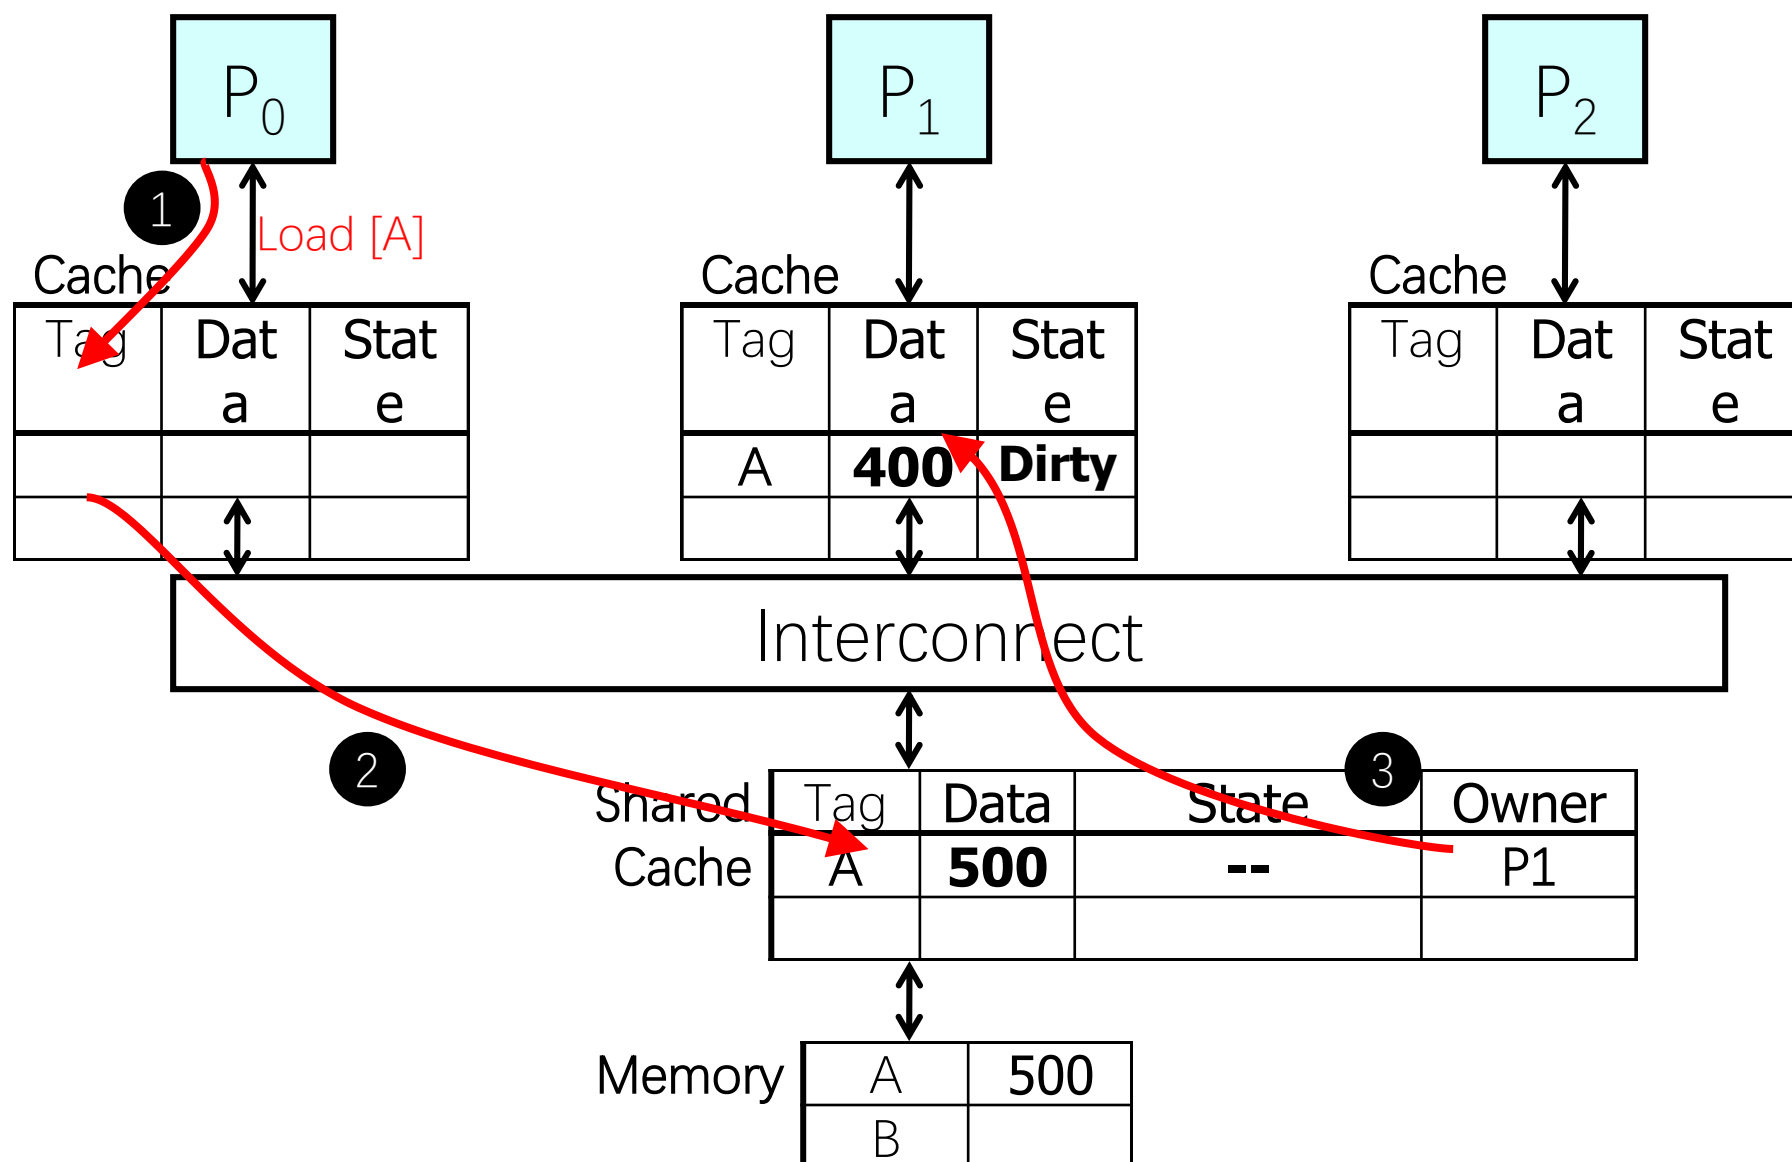 P0
P1
P2
1
Load [A]
Cache
Cache
Cache
Tag
Dat
a
Stat
e
Tag
Dat
a
Stat
e
A
400
Dirty
Tag
Dat
a
Stat
e
Interconnect
2
3
Shared
Cache
Tag
Data
State
Owner
A
500
--
P1
Memory
A
500
B